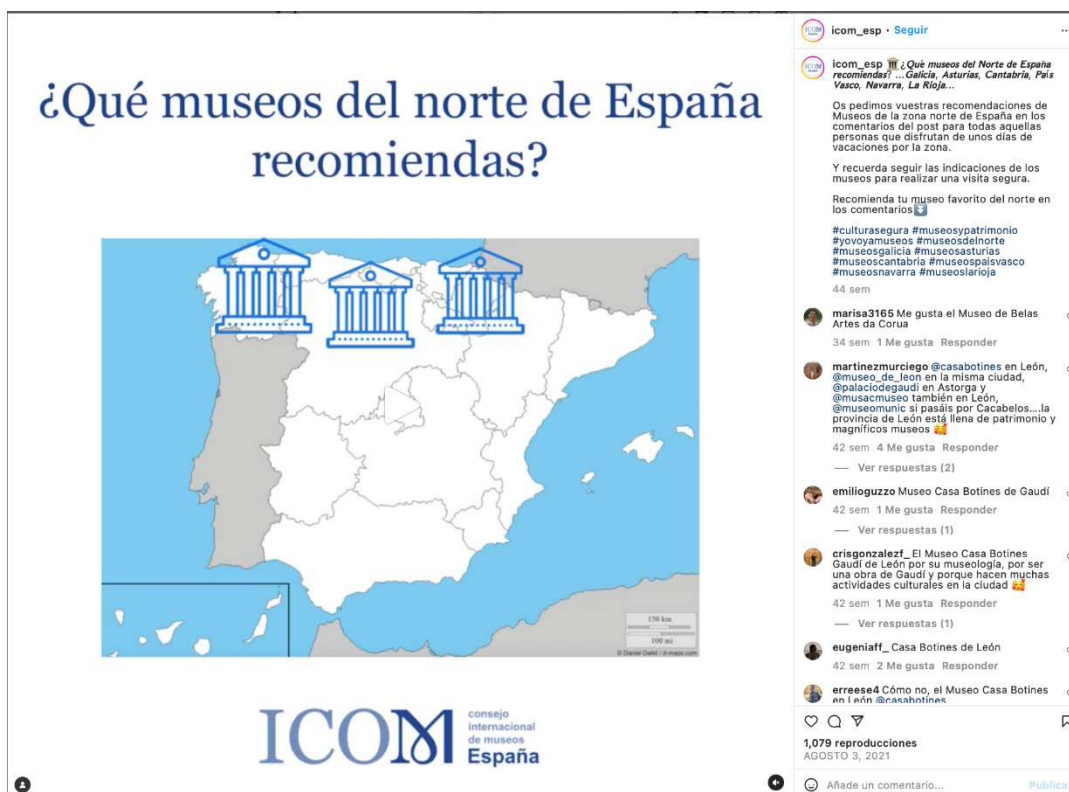 ¿Qué museos del norte de España
recomiendas?
150 km
100 mi
© Daniel Dalet / d-maps.com
ICOM
consejo
internacional
de museos
España
icom_esp • Seguir
icom_esp 🏛️ ¿Qué museos del Norte de España
recomiendas? ...Galicia, Asturias, Cantabria, País
Vasco, Navarra, La Rioja...
Os pedimos vuestras recomendaciones de
Museos de la zona norte de España en los
comentarios del post para todas aquellas
personas que disfrutan de unos días de
vacaciones por la zona.
Y recuerda seguir las indicaciones de los
museos para realizar una visita segura.
Recomienda tu museo favorito del norte en
los comentarios⬇️
#culturasegura #museosypatrimonio
#yovoyamuseos #museosdelnorte
#museosgalicia #museosasturias
#museoscantabria #museospaisvasco
#museosnavarra #museoslarioja
44 sem
marisa3165 Me gusta el Museo de Belas
Artes da Corua
34 sem 1 Me gusta Responder
martinezmurciego @casabotines en León,
@museo_de_leon en la misma ciudad,
@palaciodegaudi en Astorga y
@musacmuseo también en León,
@museomunic si pasáis por Cacabelos....la
provincia de León está llena de patrimonio y
magníficos museos 🥰
42 sem 4 Me gusta Responder
Ver respuestas (2)
emilioguzzo Museo Casa Botines de Gaudí
42 sem 1 Me gusta Responder
Ver respuestas (1)
crisgonzalezf_ El Museo Casa Botines
Gaudí de León por su museología, por ser
una obra de Gaudí y porque hacen muchas
actividades culturales en la ciudad 🥰
42 sem 1 Me gusta Responder
Ver respuestas (1)
eugeniaff_ Casa Botines de León
42 sem 2 Me gusta Responder
erreese4 Cómo no, el Museo Casa Botines
en León @casabotines
1,079 reproducciones
AGOSTO 3, 2021
Añade un comentario...